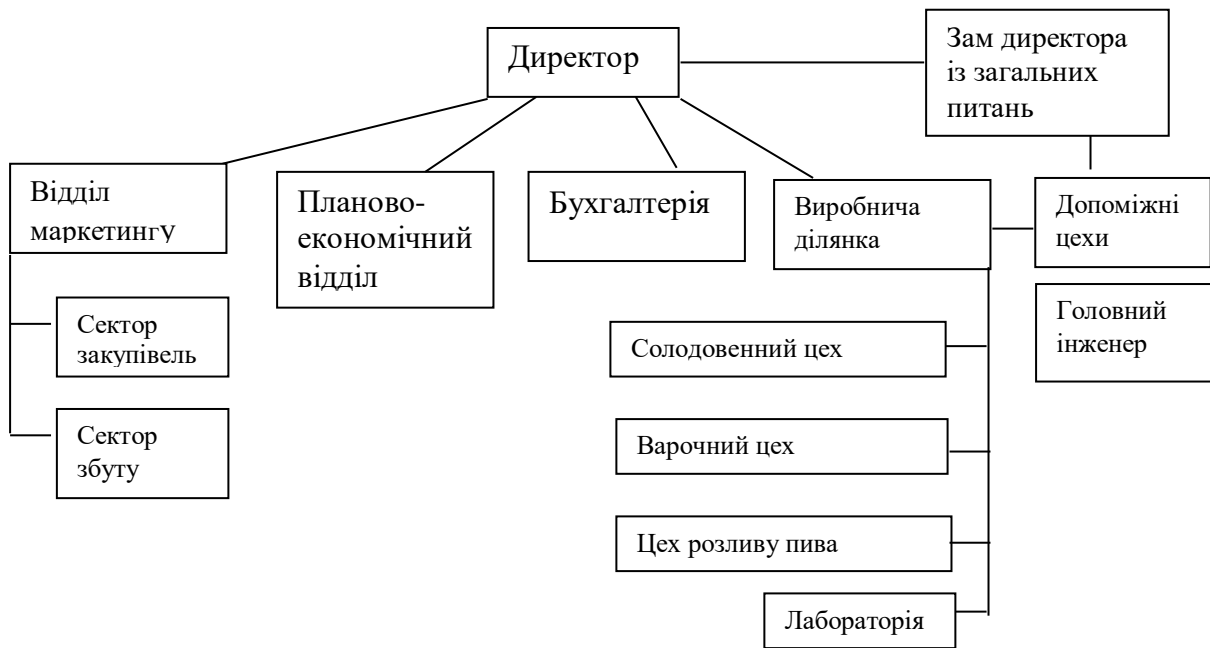 Директор
Зам директора
із загальних
питань
Відділ
маркетингу
Планово-
економічний
відділ
Бухгалтерія
Виробнича
ділянка
Допоміжні
цехи
Сектор
закупівель
Сектор
збуту
Солодовенний цех
Варочний цех
Цех розливу пива
Лабораторія
Головний
інженер